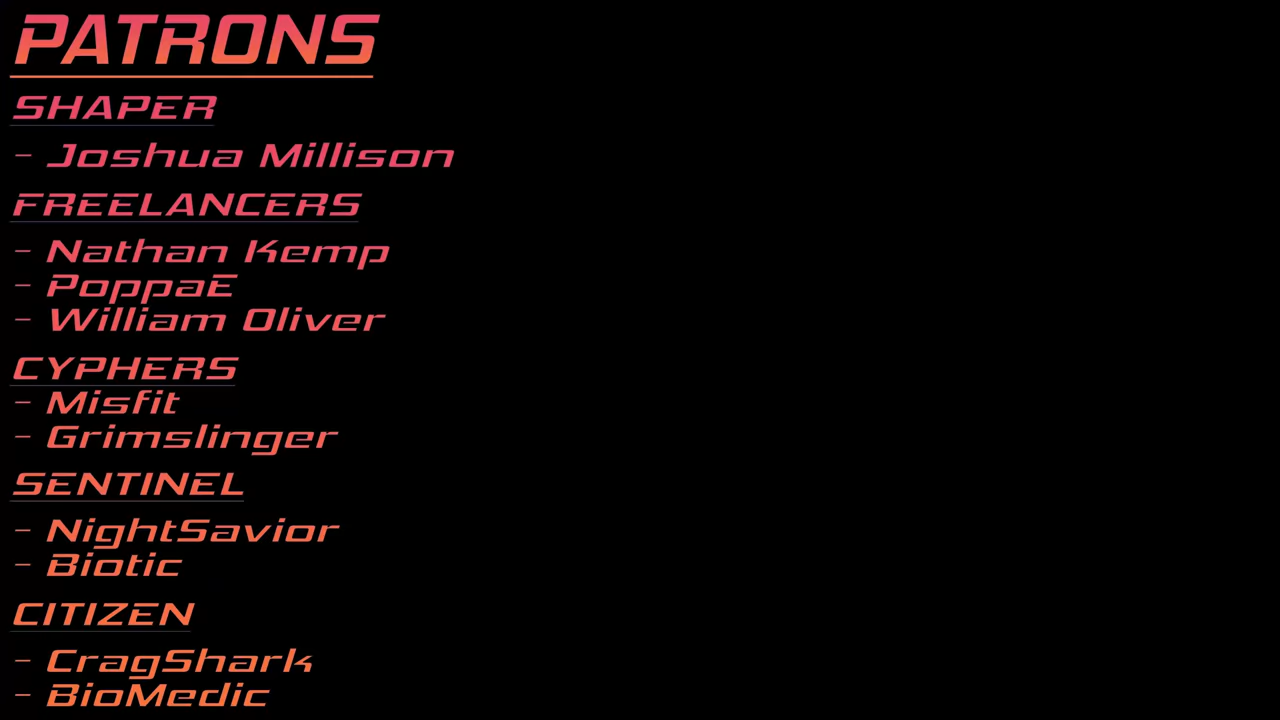 PATRONS
SHAPER
- Joshua Millison
FREELANCERS
- Nathan Kemp
- PoppaE
- William Oliver
CYPHERS
- Misfit
- Grimslinger
SENTINEL
- NightSavior
- Biotic
CITIZEN
- CragShark
- BioMedic